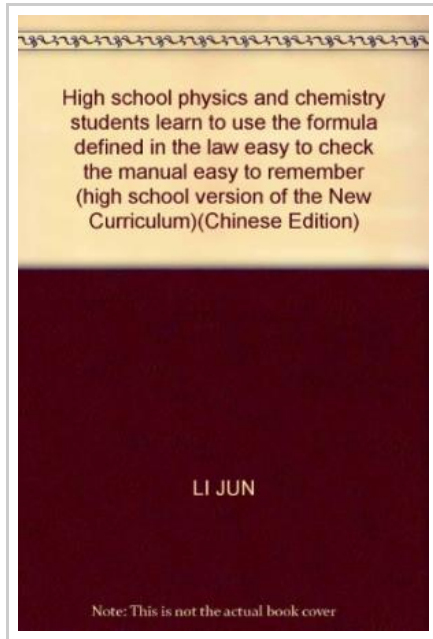 High school physics and chemistry
students learn to use the formula
defined in the law easy to check
the manual easy to remember
(high school version of the New
Curriculum)(Chinese Edition)
LI JUN
Note: This is not the actual book cover